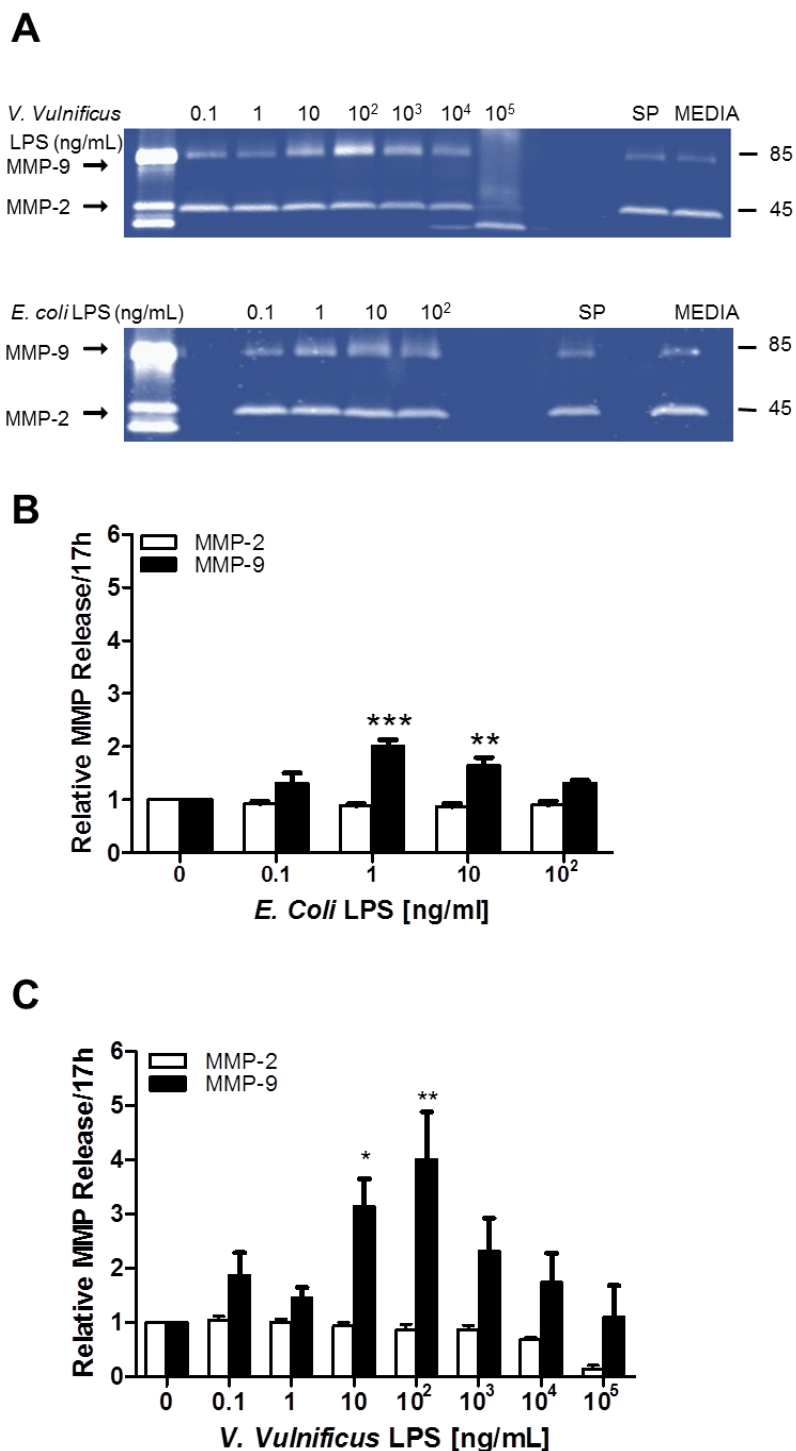 A
V. Vulnificus 0.1 1 10 10² 10³ 10⁴ 10⁵ SP MEDIA
LPS (ng/mL)
MMP-9 → – 85
MMP-2 → – 45
E. coli LPS (ng/mL) 0.1 1 10 10² SP MEDIA
MMP-9 → – 85
MMP-2 → – 45
B
Relative MMP Release/17h
6
5
4
3
2
1
0
MMP-2
MMP-9
*** **
0 0.1 1 10 10²
E. Coli LPS [ng/ml]
C
Relative MMP Release/17h
6
5
4
3
2
1
0
MMP-2
MMP-9
* **
0 0.1 1 10 10² 10³ 10⁴ 10⁵
V. Vulnificus LPS [ng/mL]